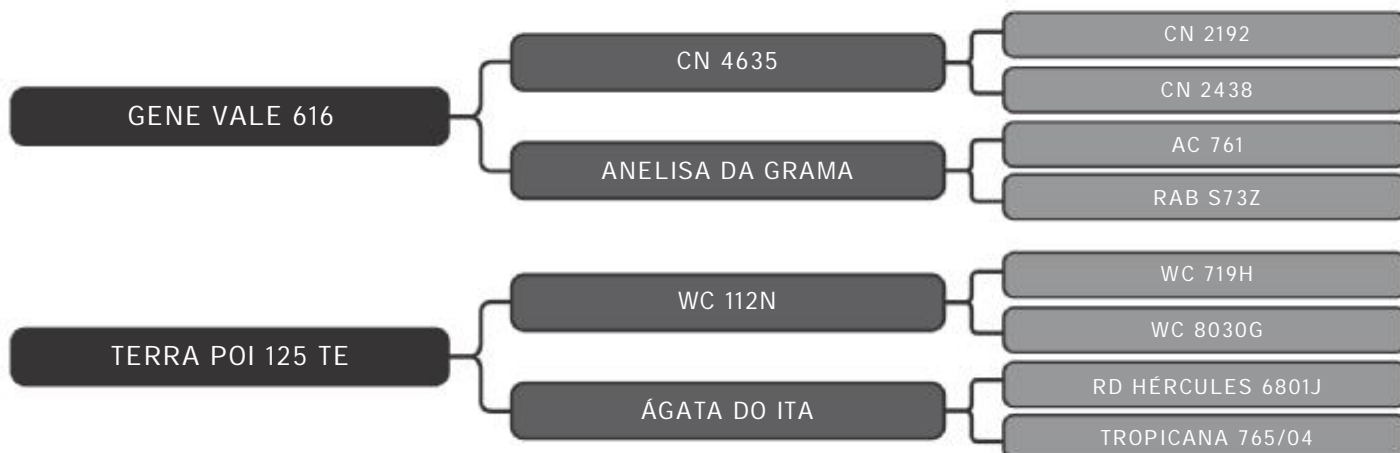 GENE VALE 616
CN 4635
CN 2192
CN 2438
ANELISA DA GRAMA
AC 761
RAB S73Z
TERRA POI 125 TE
WC 112N
WC 719H
WC 8030G
ÁGATA DO ITA
RD HÉRCULES 6801J
TROPICANA 765/04